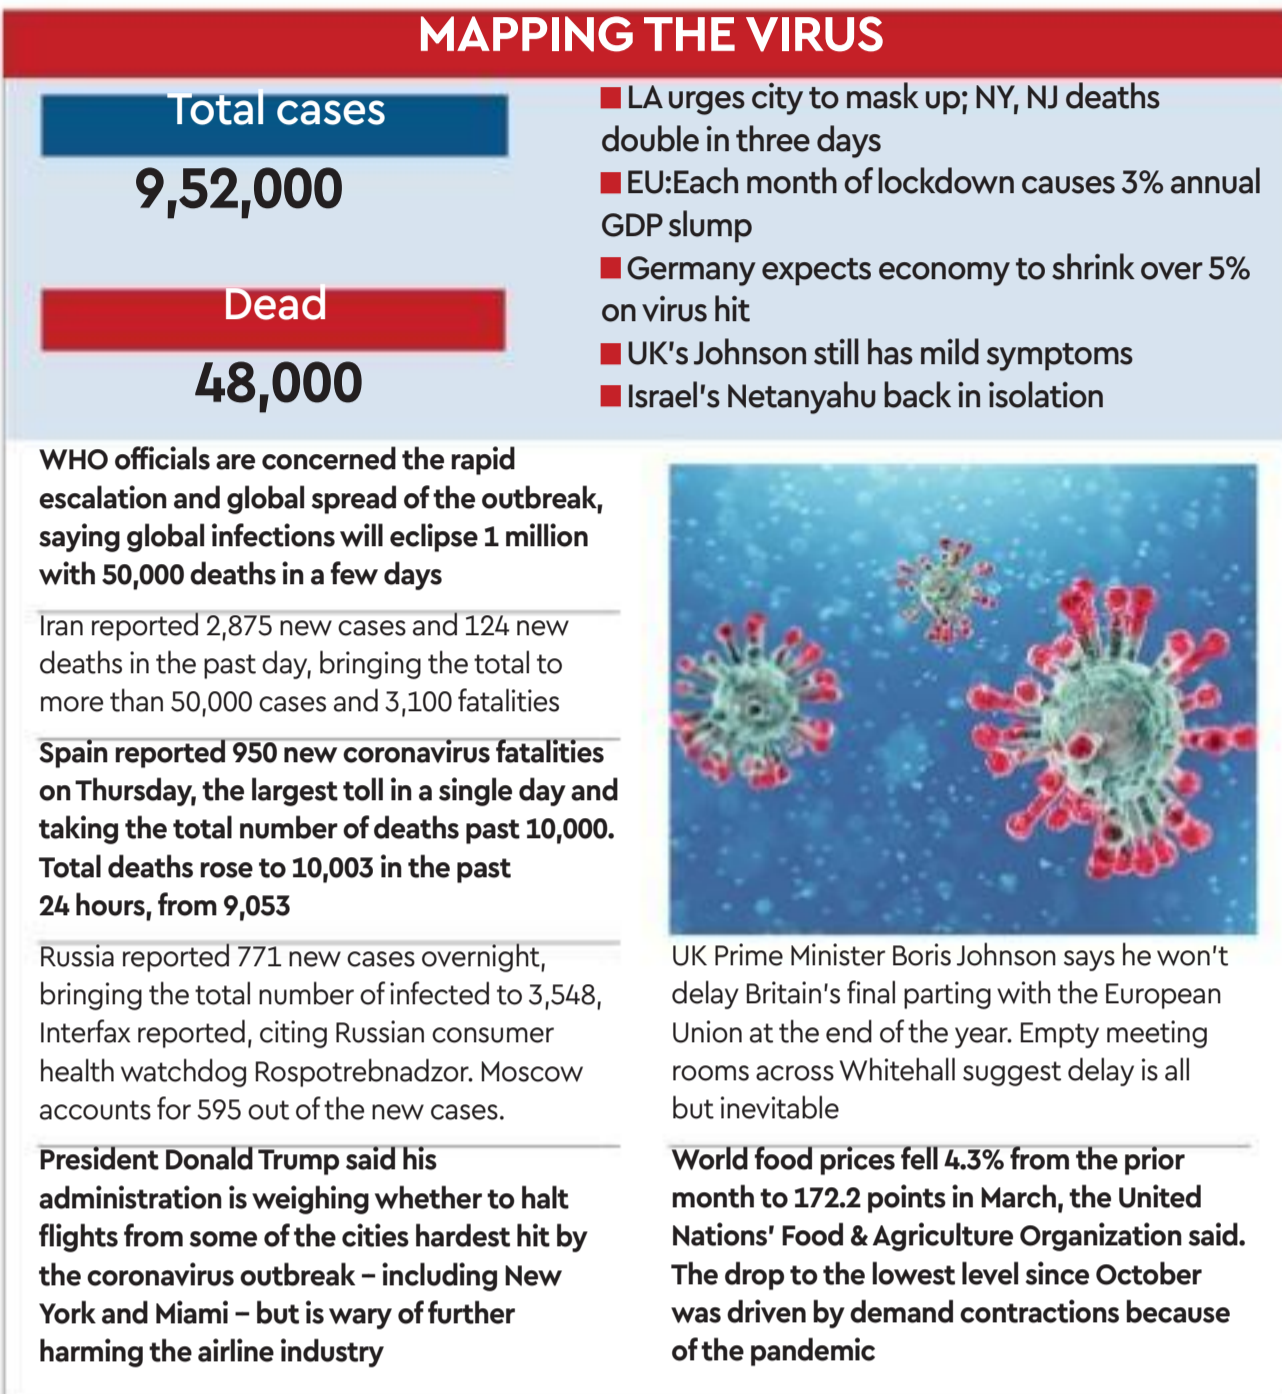 MAPPING THE VIRUS
Total cases
9,52,000
Dead
48,000
LA urges city to mask up; NY, NJ deaths
double in three days
EU:Each month of lockdown causes 3% annual
GDP slump
Germany expects economy to shrink over 5%
on virus hit
UK's Johnson still has mild symptoms
Israel's Netanyahu back in isolation
WHO officials are concerned the rapid
escalation and global spread of the outbreak,
saying global infections will eclipse 1 million
with 50,000 deaths in a few days
Iran reported 2,875 new cases and 124 new
deaths in the past day, bringing the total to
more than 50,000 cases and 3,100 fatalities
Spain reported 950 new coronavirus fatalities
on Thursday, the largest toll in a single day and
taking the total number of deaths past 10,000.
Total deaths rose to 10,003 in the past
24 hours, from 9,053
Russia reported 771 new cases overnight,
bringing the total number of infected to 3,548,
Interfax reported, citing Russian consumer
health watchdog Rospotrebnadzor. Moscow
accounts for 595 out of the new cases.
President Donald Trump said his
administration is weighing whether to halt
flights from some of the cities hardest hit by
the coronavirus outbreak – including New
York and Miami – but is wary of further
harming the airline industry
UK Prime Minister Boris Johnson says he won't
delay Britain's final parting with the European
Union at the end of the year. Empty meeting
rooms across Whitehall suggest delay is all
but inevitable
World food prices fell 4.3% from the prior
month to 172.2 points in March, the United
Nations' Food & Agriculture Organization said.
The drop to the lowest level since October
was driven by demand contractions because
of the pandemic